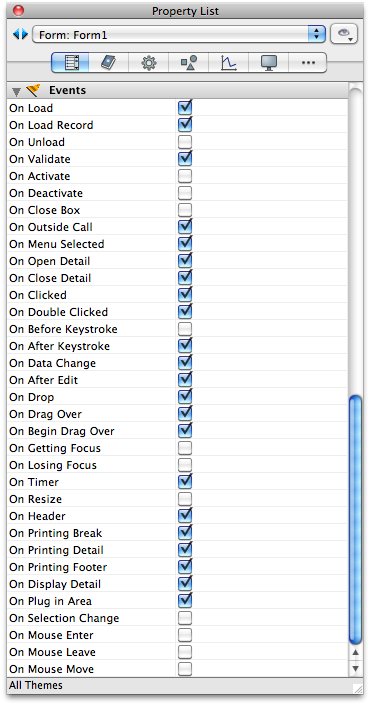 Property List
Form: Form1
Events
On Load
On Load Record
On Unload
On Validate
On Activate
On Deactivate
On Close Box
On Outside Call
On Menu Selected
On Open Detail
On Close Detail
On Clicked
On Double Clicked
On Before Keystroke
On After Keystroke
On Data Change
On After Edit
On Drop
On Drag Over
On Begin Drag Over
On Getting Focus
On Losing Focus
On Timer
On Resize
On Header
On Printing Break
On Printing Detail
On Printing Footer
On Display Detail
On Plug in Area
On Selection Change
On Mouse Enter
On Mouse Leave
On Mouse Move
All Themes